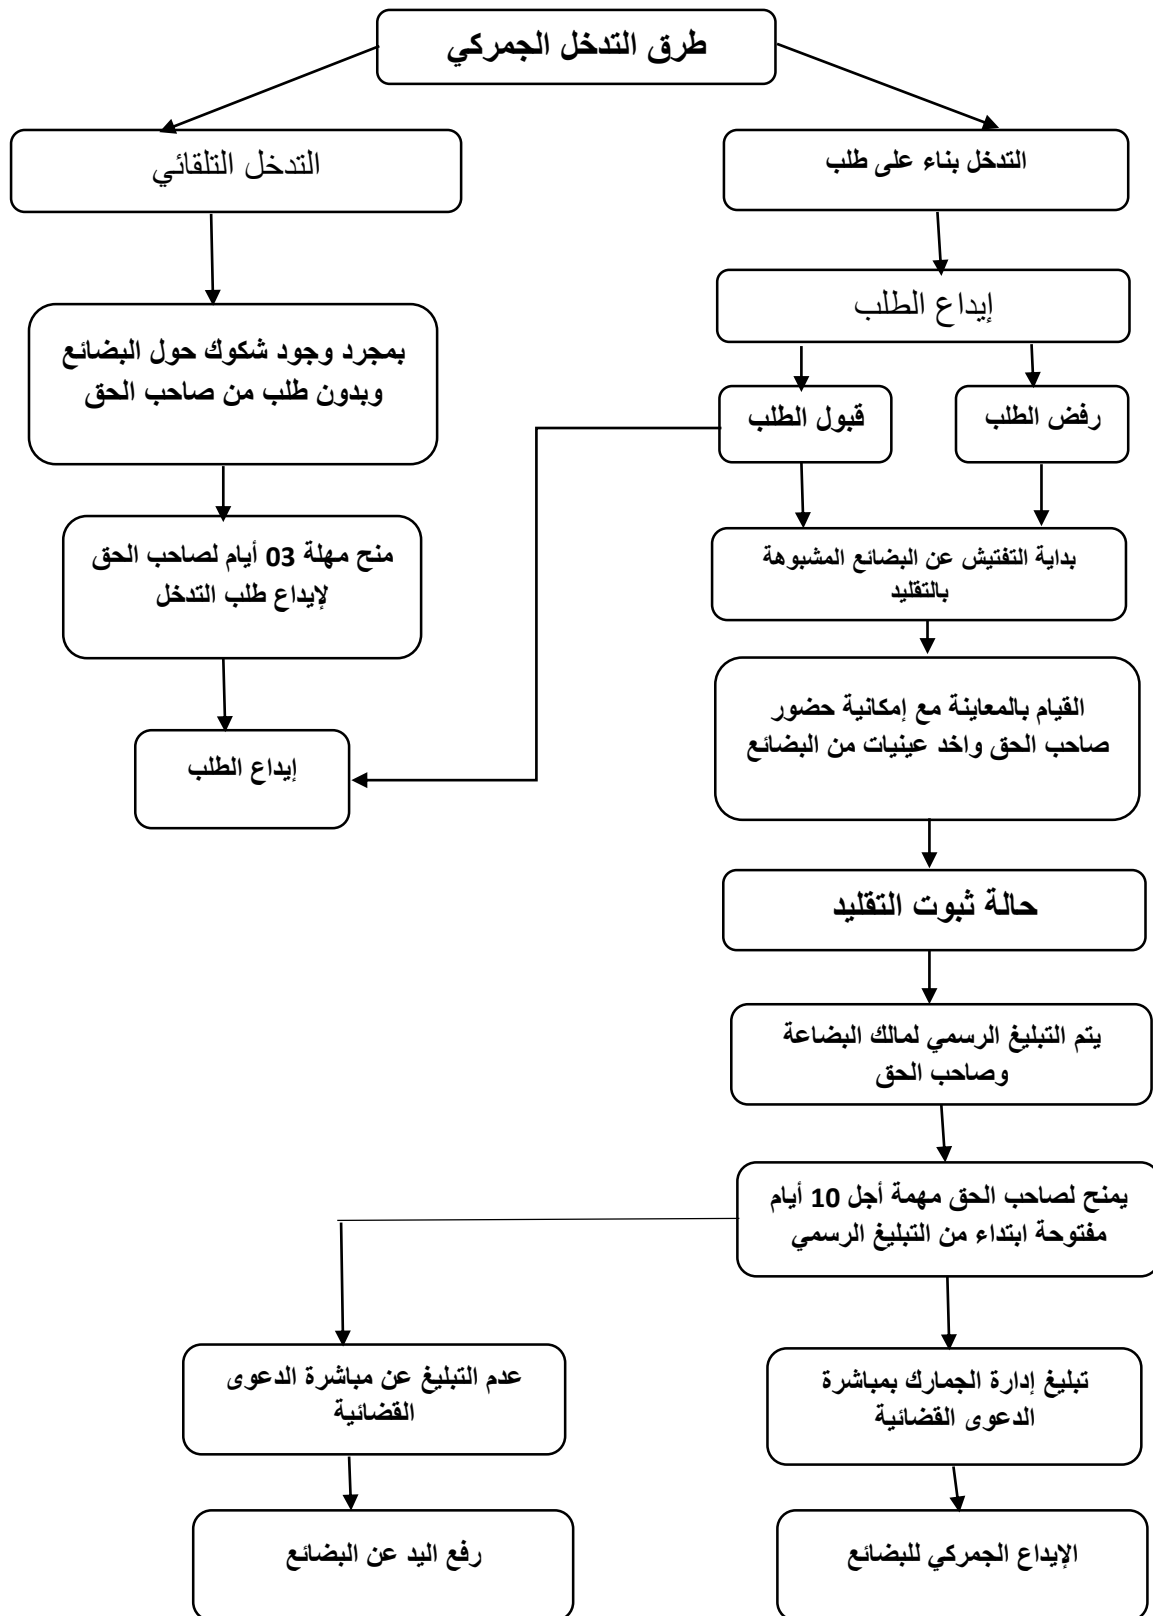 طرق التدخل الجمركي
التدخل بناء على طلب
التدخل التلقائي
إيداع الطلب
بمجرد وجود شكوك حول البضائع
وبدون طلب من صاحب الحق
رفض الطلب
قبول الطلب
منح مهلة 03 أيام لصاحب الحق
لإيداع طلب التدخل
بداية التفتيش عن البضائع المشبوهة
بالتقليد
القيام بالمعاينة مع إمكانية حضور
صاحب الحق واخد عينيات من البضائع
إيداع الطلب
حالة ثبوت التقليد
يتم التبليغ الرسمي لمالك البضاعة
وصاحب الحق
يمنح لصاحب الحق مهمة أجل 10 أيام
مفتوحة ابتداء من التبليغ الرسمي
تبليغ إدارة الجمارك بمباشرة
الدعوى القضائية
عدم التبليغ عن مباشرة الدعوى
القضائية
الإيداع الجمركي للبضائع
رفع اليد عن البضائع